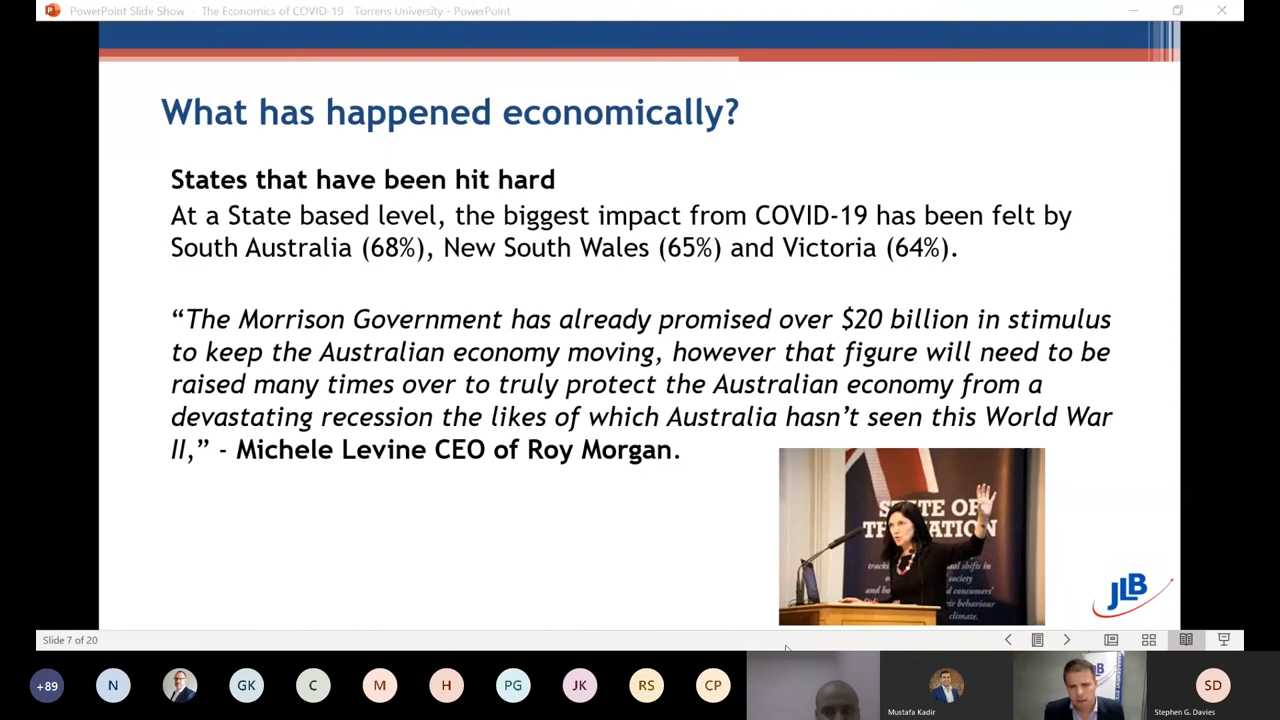 PowerPoint Slide Show - The Economics of COVID-19 - Torrens University - PowerPoint
What has happened economically?
States that have been hit hard
At a State based level, the biggest impact from COVID-19 has been felt by
South Australia (68%), New South Wales (65%) and Victoria (64%).
“The Morrison Government has already promised over $20 billion in stimulus
to keep the Australian economy moving, however that figure will need to be
raised many times over to truly protect the Australian economy from a
devastating recession the likes of which Australia hasn’t seen this World War
II,” - Michele Levine CEO of Roy Morgan.
STATE OF
THE NATION
in
society
and consumers'
behaviour
climate.
JLB
Slide 7 of 20
+89
N
GK
C
M
H
PG
JK
RS
CP
Mustafa Kadir
SD
Stephen G. Davies